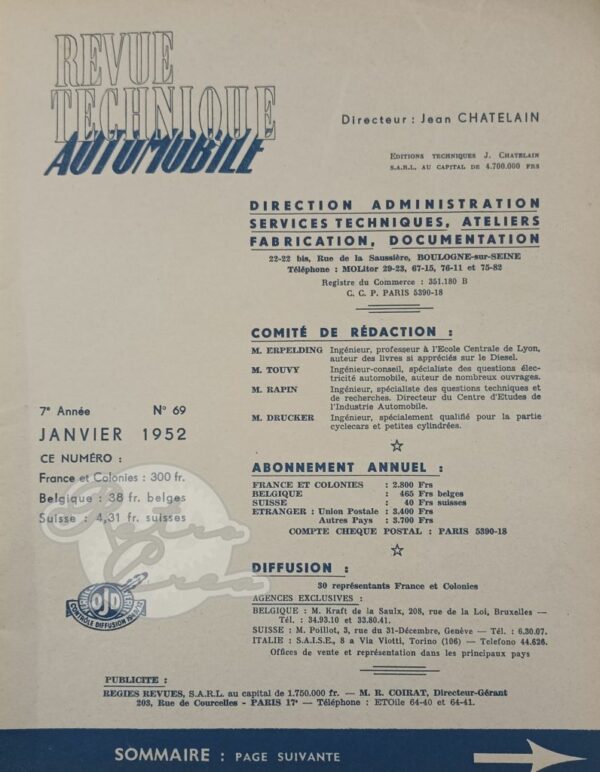 REVUE
TECHNIQUE
AUTOMOBILE
Directeur : Jean CHATELAIN
EDITIONS TECHNIQUES J. CHATELAIN
S.A.R.L. AU CAPITAL DE 4.700.000 FRS
DIRECTION ADMINISTRATION
SERVICES TECHNIQUES, ATELIERS
FABRICATION, DOCUMENTATION
22-22 bis, Rue de la Saussière, BOULOGNE-sur-SEINE
Téléphone : MOLitor 29-23, 67-15, 76-11 et 75-82
Registre du Commerce : 351.180 B
C. C. P. PARIS 5390-18
COMITÉ DE RÉDACTION :
M. ERPELDING Ingénieur, professeur à l'Ecole Centrale de Lyon,
auteur des livres si appréciés sur le Diesel.
M. TOUVY Ingénieur-conseil, spécialiste des questions élec-
tricité automobile, auteur de nombreux ouvrages.
M. RAPIN Ingénieur, spécialiste des questions techniques et
de recherches. Directeur du Centre d'Etudes de
l'Industrie Automobile.
M. DRUCKER Ingénieur, spécialement qualifié pour la partie
cyclecars et petites cylindrées.
7e Année No 69
JANVIER 1952
CE NUMÉRO :
France et Colonies : 300 fr.
Belgique : 38 fr. belges
Suisse : 4,31 fr. suisses
Retro
Crea
ABONNEMENT ANNUEL :
FRANCE ET COLONIES : 2.800 Frs
BELGIQUE : 465 Frs belges
SUISSE : 40 Frs suisses
ETRANGER : Union Postale : 3.400 Frs
Autres Pays : 3.700 Frs
COMPTE CHEQUE POSTAL : PARIS 5390-18
DIFFUSION :
30 représentants France et Colonies
AGENCES EXCLUSIVES :
BELGIQUE : M. Kraft de la Saulx, 208, rue de la Loi, Bruxelles —
Tél. : 34.93.10 et 33.80.41.
SUISSE : M. Poillot, 3, rue du 31-Décembre, Genève — Tél. : 6.30.07.
ITALIE : S.A.I.S.E., 8 a Via Viotti, Torino (106) — Telefono 44.626.
Offices de vente et représentation dans les principaux pays
OJD
CONTRÔLE DIFFUSION
PUBLICITE :
REGIES REVUES, S.A.R.L. au capital de 1.750.000 fr. — M. R. COIRAT, Directeur-Gérant
203, Rue de Courcelles - PARIS 17e — Téléphone : ETOile 64-40 et 64-41.
SOMMAIRE : PAGE SUIVANTE